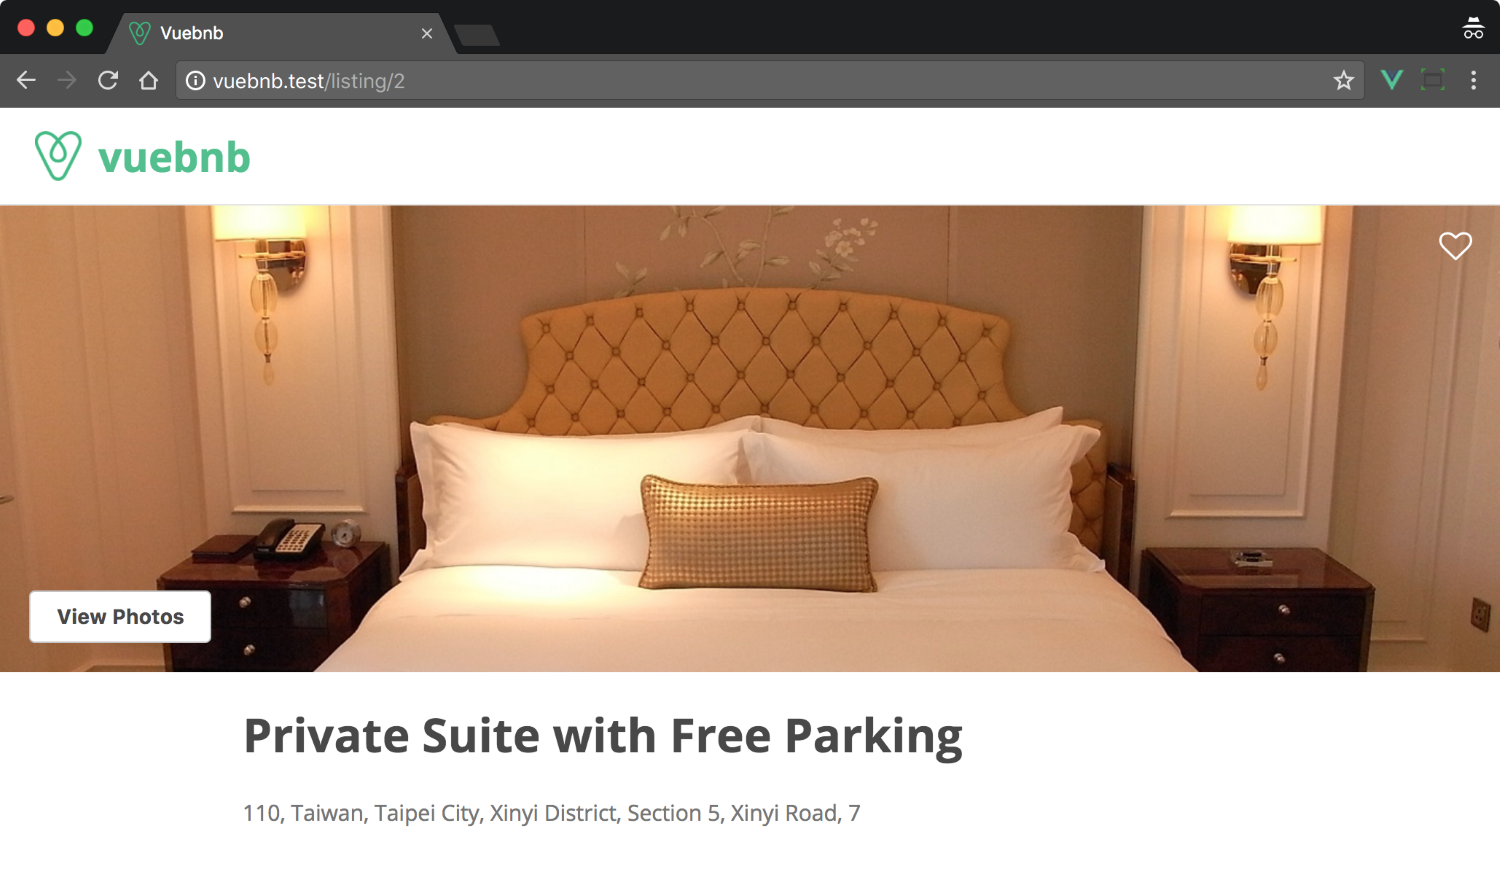 Vuebnb
vuebnb.test/listing/2
vuebnb
View Photos
Private Suite with Free Parking
110, Taiwan, Taipei City, Xinyi District, Section 5, Xinyi Road, 7